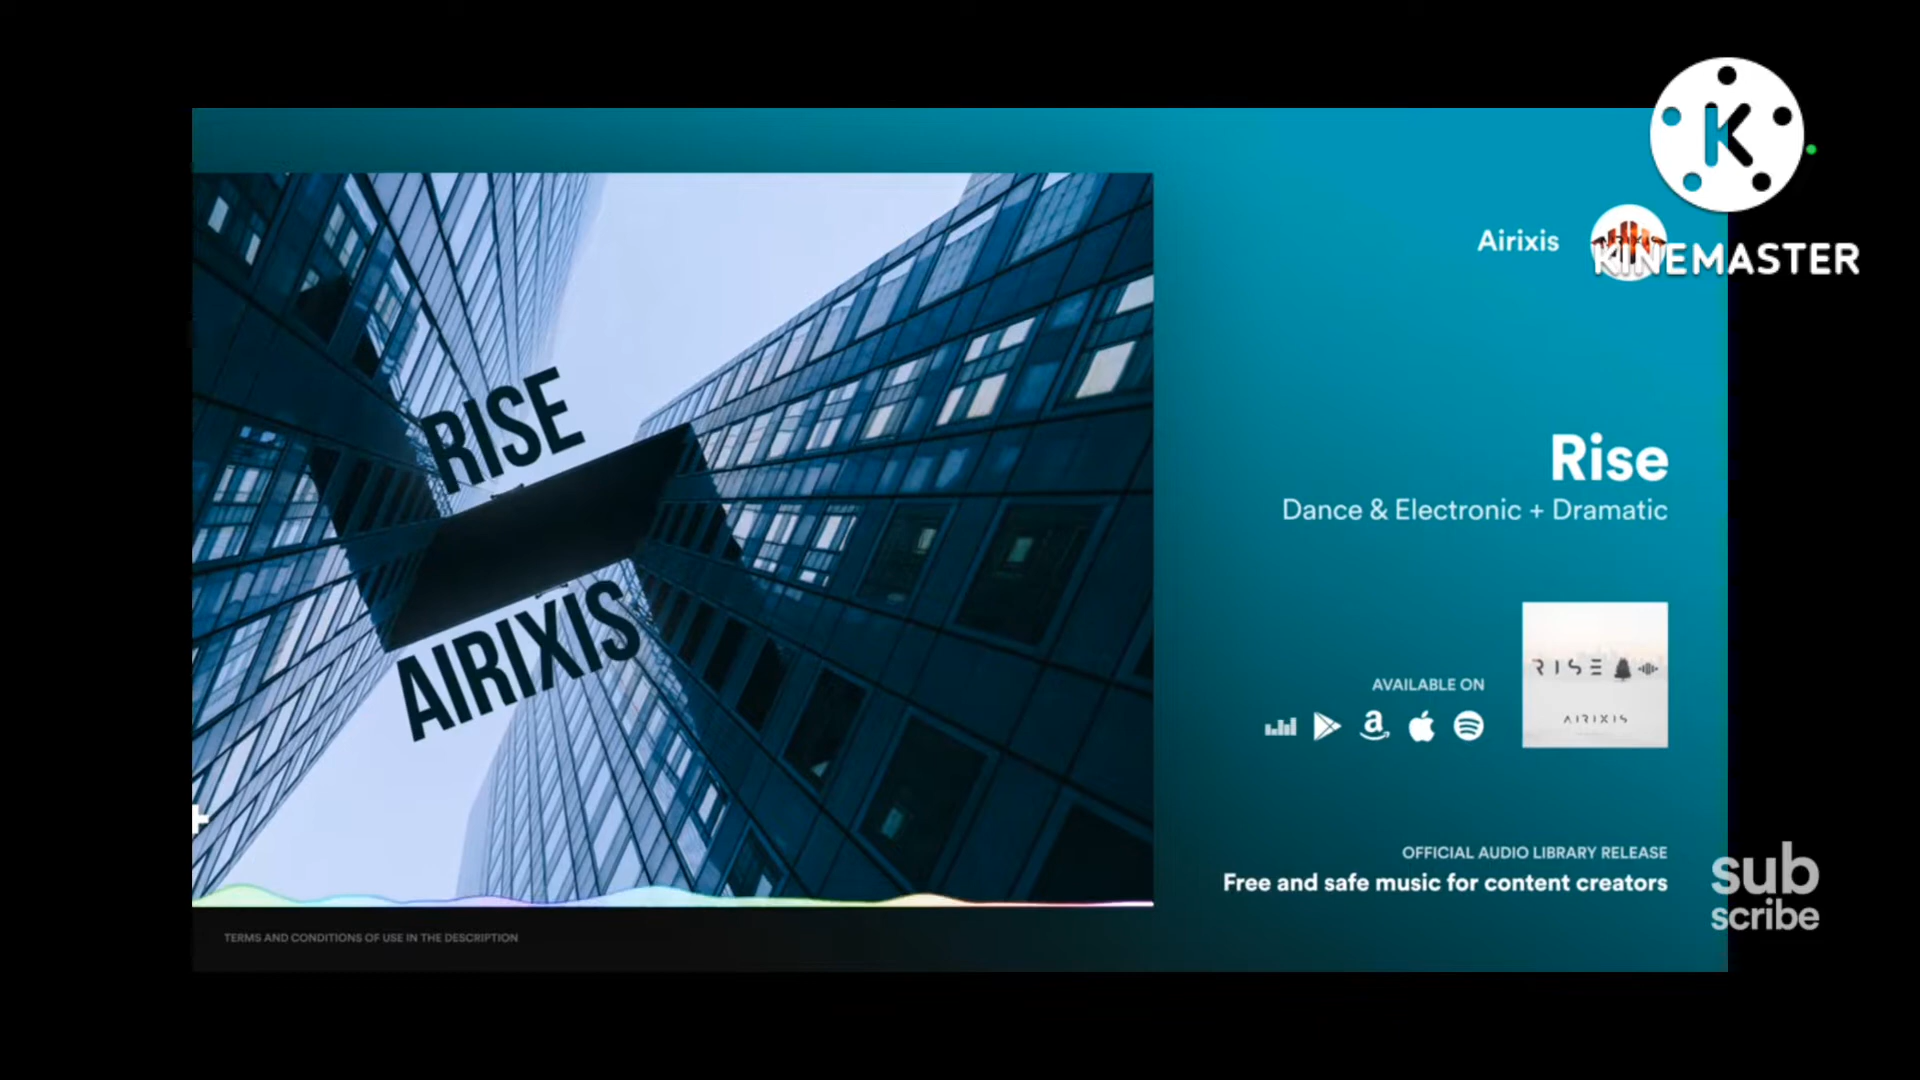 K
KINEMASTER
Airixis
RISE
AIRIXIS
Rise
Dance & Electronic + Dramatic
AVAILABLE ON
RISE
AIRIXIS
OFFICIAL AUDIO LIBRARY RELEASE
Free and safe music for content creators
sub
scribe
TERMS AND CONDITIONS OF USE IN THE DESCRIPTION